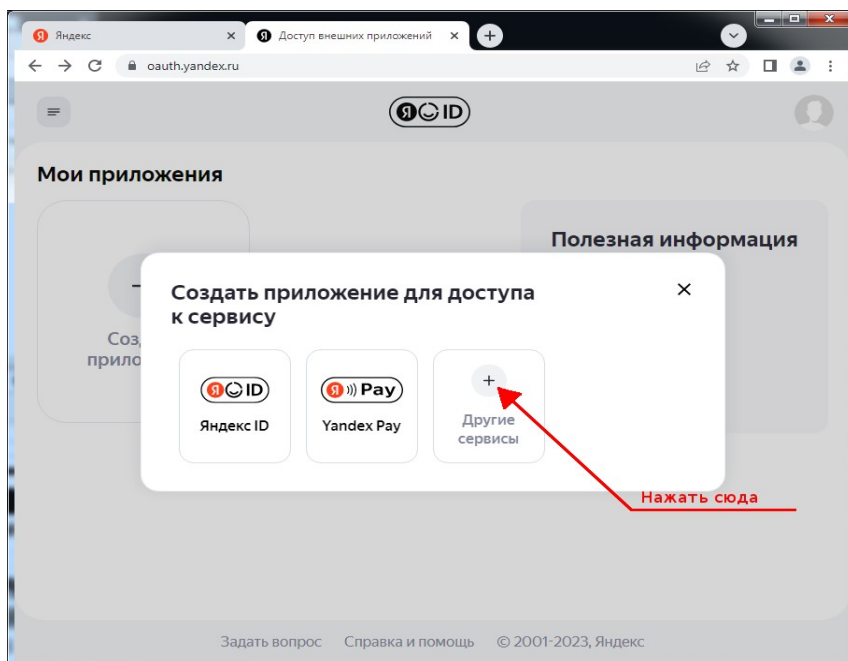 Яндекс
Доступ внешних приложений
oauth.yandex.ru
Я ID
Мои приложения
Полезная информация
Создать приложение для доступа
к сервису
Я ID
Я Pay
Яндекс ID
Yandex Pay
Другие
сервисы
Соз
прило
Нажать сюда
Задать вопрос Справка и помощь © 2001-2023, Яндекс